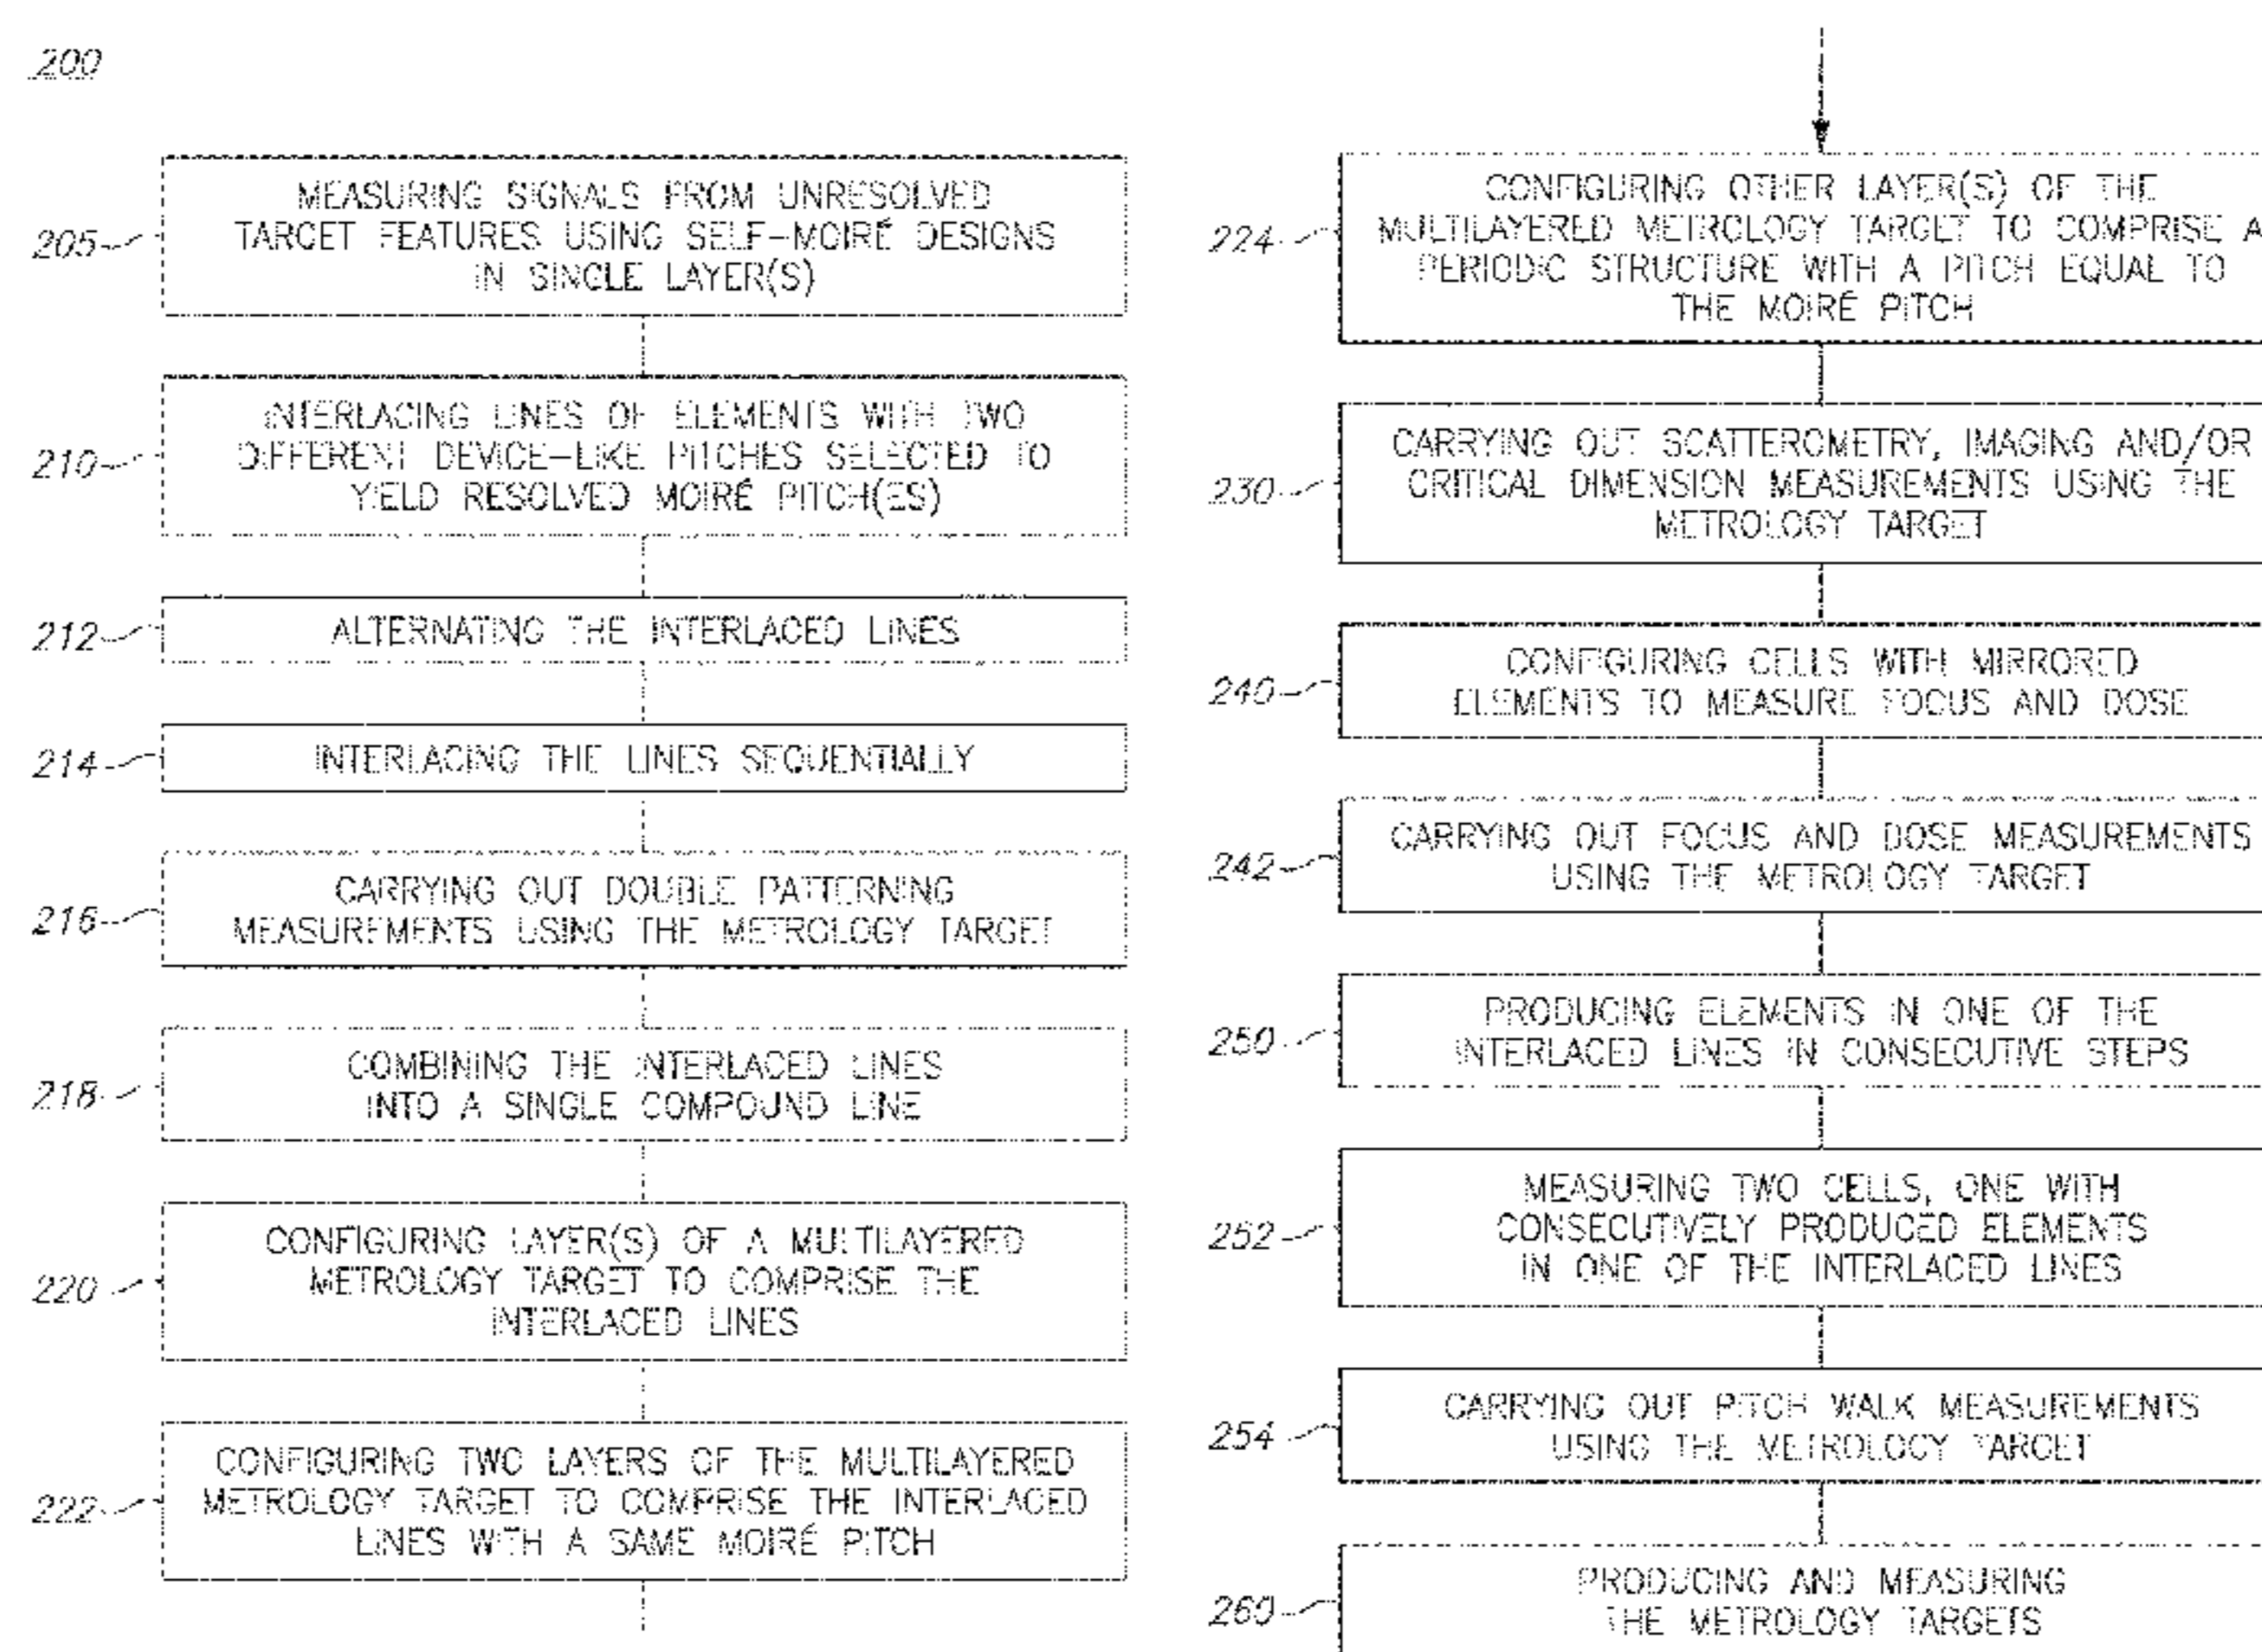 200
205
MEASURING SIGNALS FROM UNRESOLVED
TARGET FEATURES USING SELF-MOIRÉ DESIGNS
IN SINGLE LAYER(S)
210
INTERLACING LINES OF ELEMENTS WITH TWO
DIFFERENT DEVICE-LIKE PITCHES SELECTED TO
YIELD RESOLVED MOIRÉ PITCH(ES)
212
ALTERNATING THE INTERLACED LINES
214
INTERLACING THE LINES SEQUENTIALLY
216
CARRYING OUT DOUBLE PATTERNING
MEASUREMENTS USING THE METROLOGY TARGET
218
COMBINING THE INTERLACED LINES
INTO A SINGLE COMPOUND LINE
220
CONFIGURING LAYER(S) OF A MULTILAYERED
METROLOGY TARGET TO COMPRISE THE
INTERLACED LINES
222
CONFIGURING TWO LAYERS OF THE MULTILAYERED
METROLOGY TARGET TO COMPRISE THE INTERLACED
LINES WITH A SAME MOIRÉ PITCH
224
CONFIGURING OTHER LAYER(S) OF THE
MULTILAYERED METROLOGY TARGET TO COMPRISE A
PERIODIC STRUCTURE WITH A PITCH EQUAL TO
THE MOIRÉ PITCH
230
CARRYING OUT SCATTEROMETRY, IMAGING AND/OR
CRITICAL DIMENSION MEASUREMENTS USING THE
METROLOGY TARGET
240
CONFIGURING CELLS WITH MIRRORED
ELEMENTS TO MEASURE FOCUS AND DOSE
242
CARRYING OUT FOCUS AND DOSE MEASUREMENTS
USING THE METROLOGY TARGET
250
PRODUCING ELEMENTS IN ONE OF THE
INTERLACED LINES IN CONSECUTIVE STEPS
252
MEASURING TWO CELLS, ONE WITH
CONSECUTIVELY PRODUCED ELEMENTS
IN ONE OF THE INTERLACED LINES
254
CARRYING OUT PITCH WALK MEASUREMENTS
USING THE METROLOGY TARGET
260
PRODUCING AND MEASURING
THE METROLOGY TARGETS